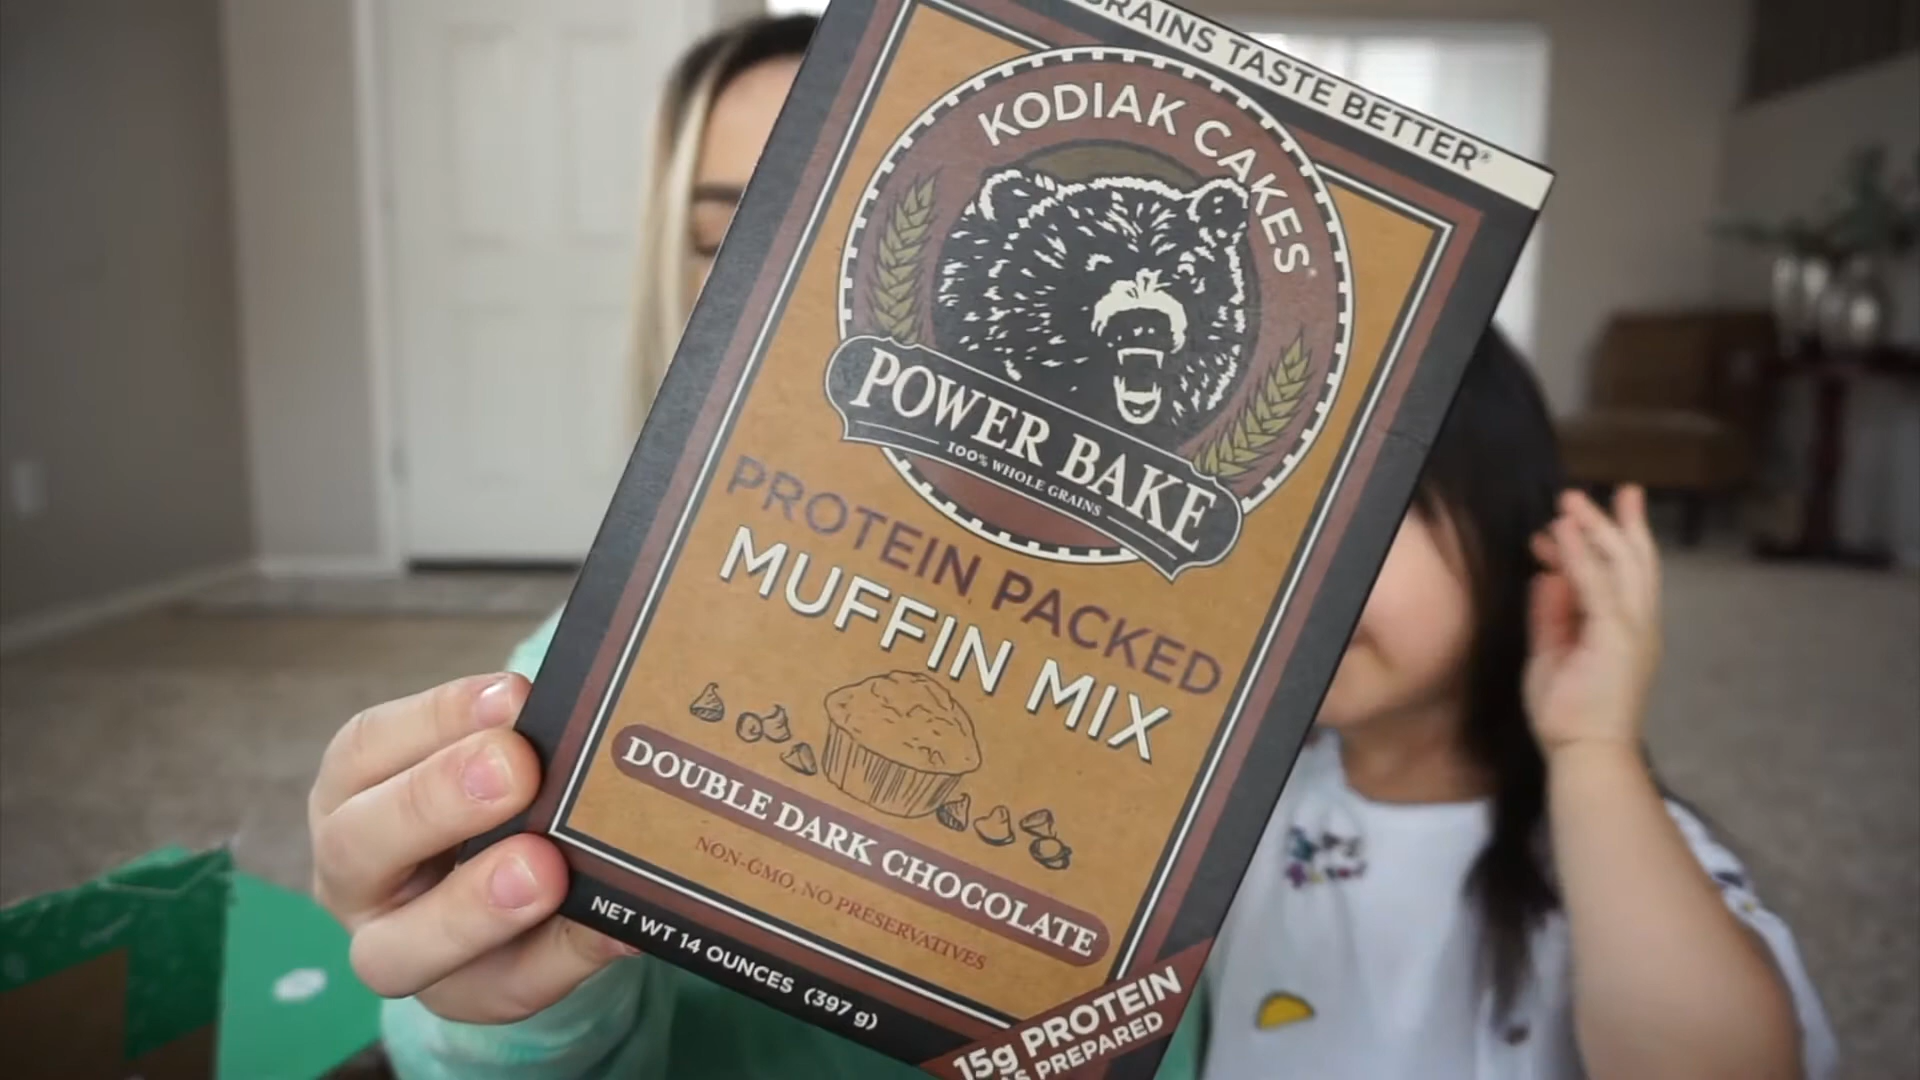 GRAINS TASTE BETTER®
KODIAK CAKES®
POWER BAKE
100% WHOLE GRAINS
PROTEIN PACKED
MUFFIN MIX
DOUBLE DARK CHOCOLATE
NON-GMO, NO PRESERVATIVES
NET WT 14 OUNCES (397 g)
15g PROTEIN
AS PREPARED